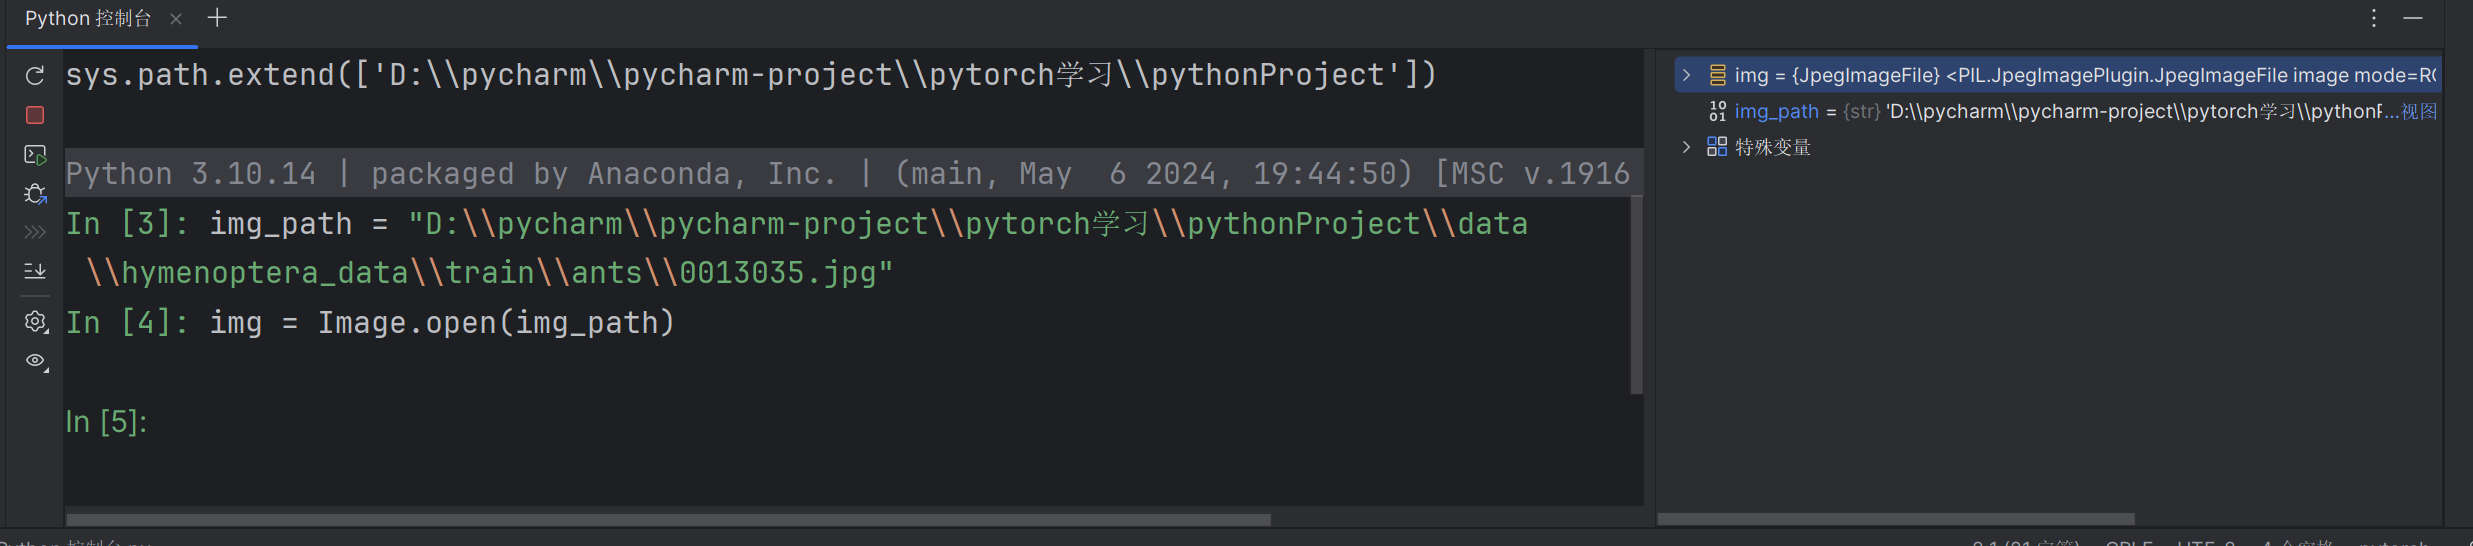 Python 控制台
sys.path.extend(['D:\\pycharm\\pycharm-project\\pytorch学习\\pythonProject'])
Python 3.10.14 | packaged by Anaconda, Inc. | (main, May  6 2024, 19:44:50) [MSC v.1916
In [3]: img_path = "D:\\pycharm\\pycharm-project\\pytorch学习\\pythonProject\\data
\\hymenoptera_data\\train\\ants\\0013035.jpg"
In [4]: img = Image.open(img_path)
In [5]:
img = {JpegImageFile} <PIL.JpegImagePlugin.JpegImageFile image mode=RG
img_path = {str} 'D:\\pycharm\\pycharm-project\\pytorch学习\\pythonP...视图
特殊变量